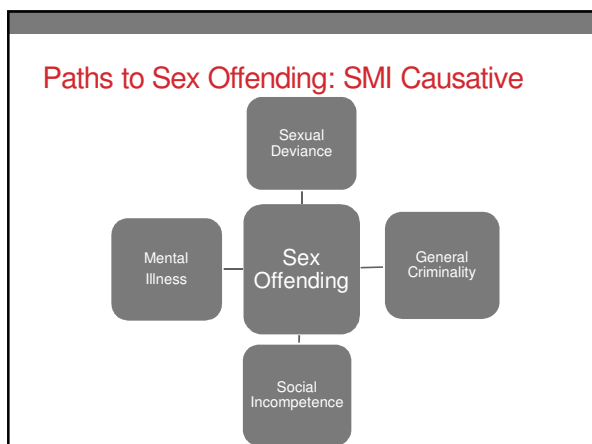 Paths to Sex Offending: SMI Causative
Sexual
Deviance
Mental
Illness
Sex
Offending
General
Criminality
Social
Incompetence